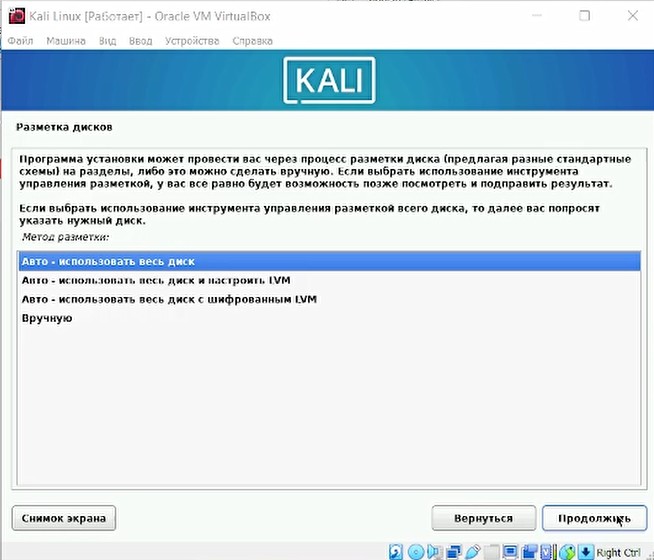 Kali Linux [Работает] - Oracle VM VirtualBox
Файл Машина Вид Ввод Устройства Справка
KALI
Разметка дисков
Программа установки может провести вас через процесс разметки диска (предлагая разные стандартные
схемы) на разделы, либо это можно сделать вручную. Если выбрать использование инструмента
управления разметкой, у вас все равно будет возможность позже посмотреть и подправить результат.
Если выбрать использование инструмента управления разметкой всего диска, то далее вас попросят
указать нужный диск.
Метод разметки:
Авто - использовать весь диск
Авто - использовать весь диск и настроить LVM
Авто - использовать весь диск с шифрованным LVM
Вручную
Снимок экрана Вернуться Продолжить
Right Ctrl